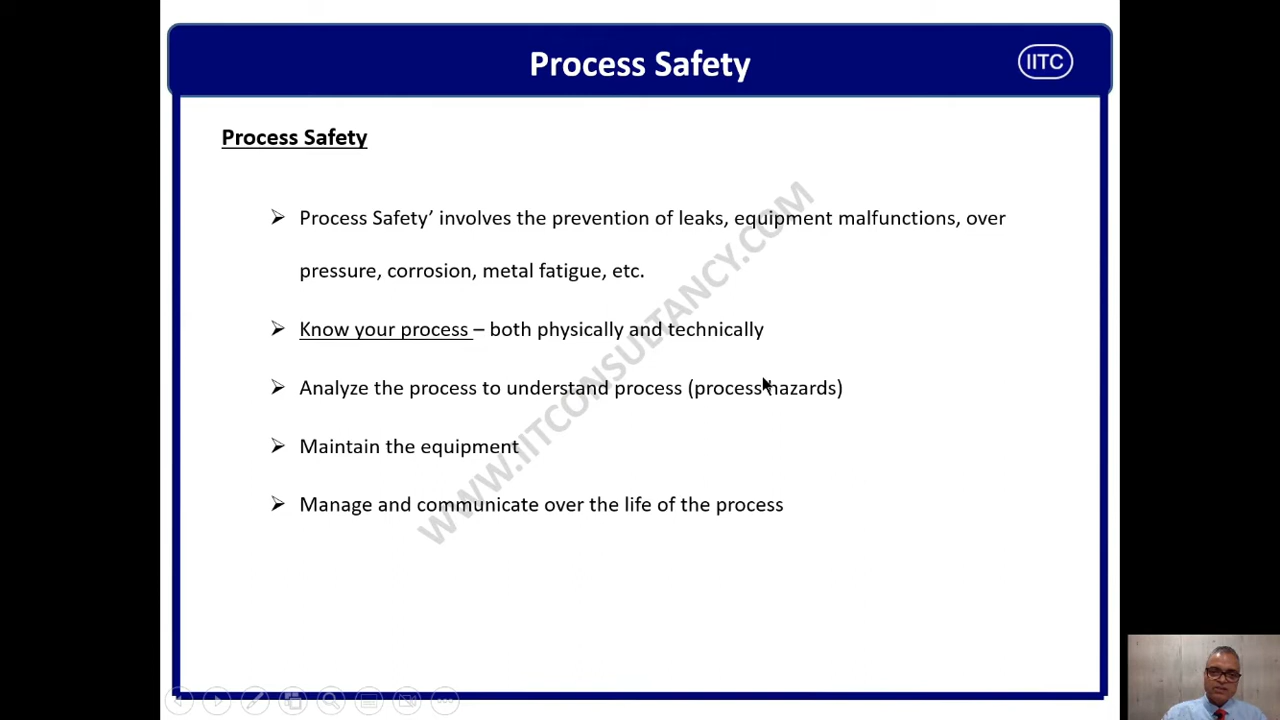 Process Safety
IITC
Process Safety
Process Safety’ involves the prevention of leaks, equipment malfunctions, over
pressure, corrosion, metal fatigue, etc.
Know your process – both physically and technically
Analyze the process to understand process (process hazards)
Maintain the equipment
Manage and communicate over the life of the process
WWW.IITCONSULTANCY.COM